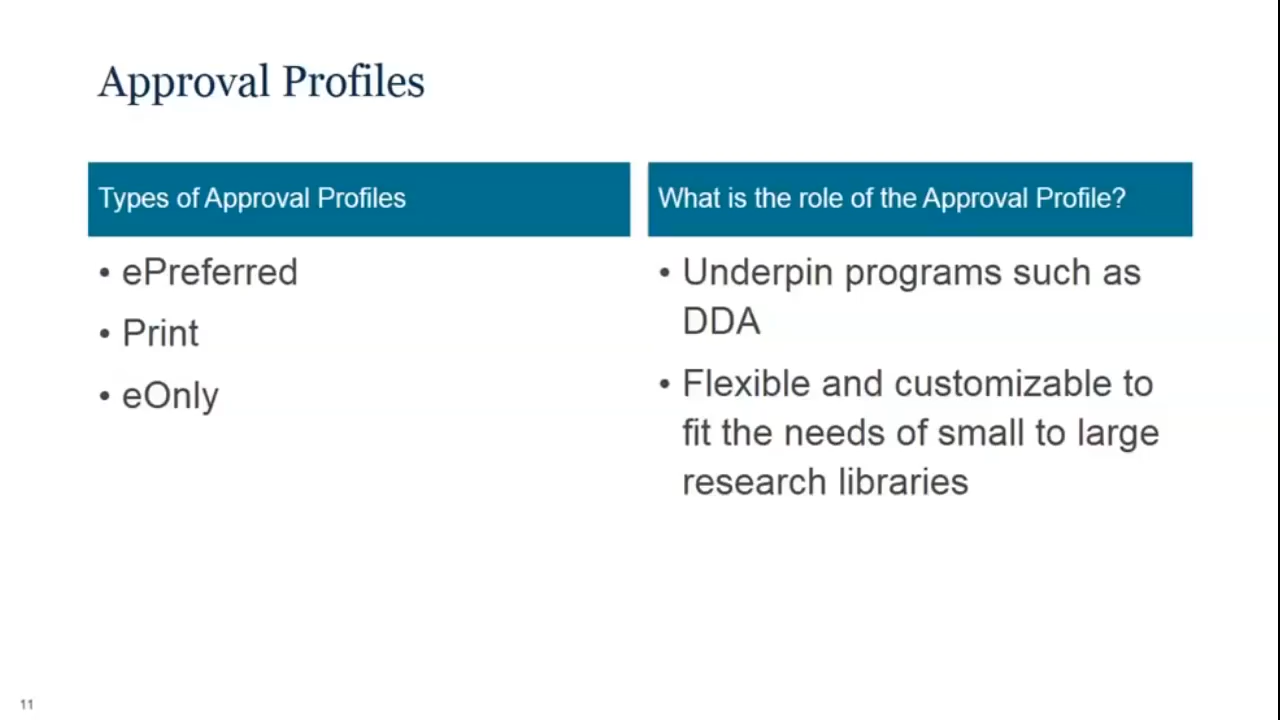 Approval Profiles
Types of Approval Profiles
• ePreferred
• Print
• eOnly
What is the role of the Approval Profile?
• Underpin programs such as
DDA
• Flexible and customizable to
fit the needs of small to large
research libraries
11